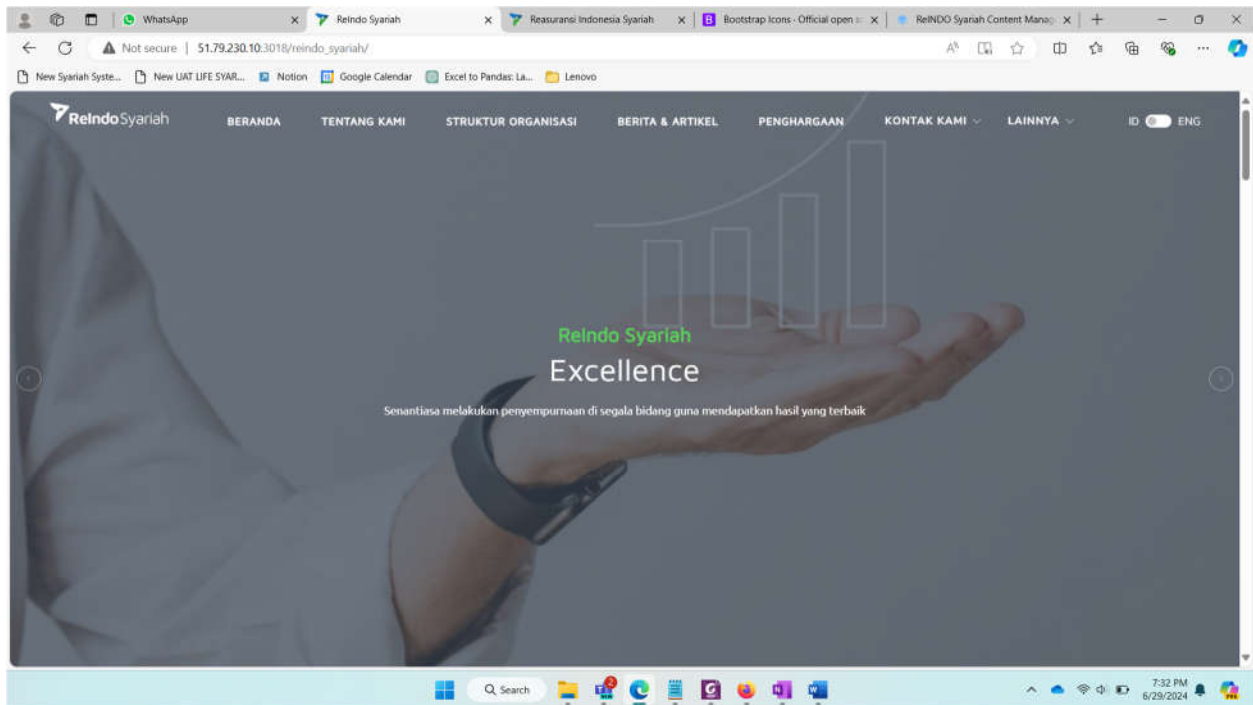 WhatsApp
ReIndo Syariah
Reasuransi Indonesia Syariah
Bootstrap Icons · Official open s
ReINDO Syariah Content Manag
Not secure
51.79.230.10:3018/reindo_syariah/
New Syariah Syste...
New UAT LIFE SYAR...
Notion
Google Calendar
Excel to Pandas: La...
Lenovo
ReIndo Syariah
BERANDA
TENTANG KAMI
STRUKTUR ORGANISASI
BERITA & ARTIKEL
PENGHARGAAN
KONTAK KAMI
LAINNYA
ID
ENG
ReIndo Syariah
Excellence
Senantiasa melakukan penyempurnaan di segala bidang guna mendapatkan hasil yang terbaik
Search
2
7:32 PM
6/29/2024